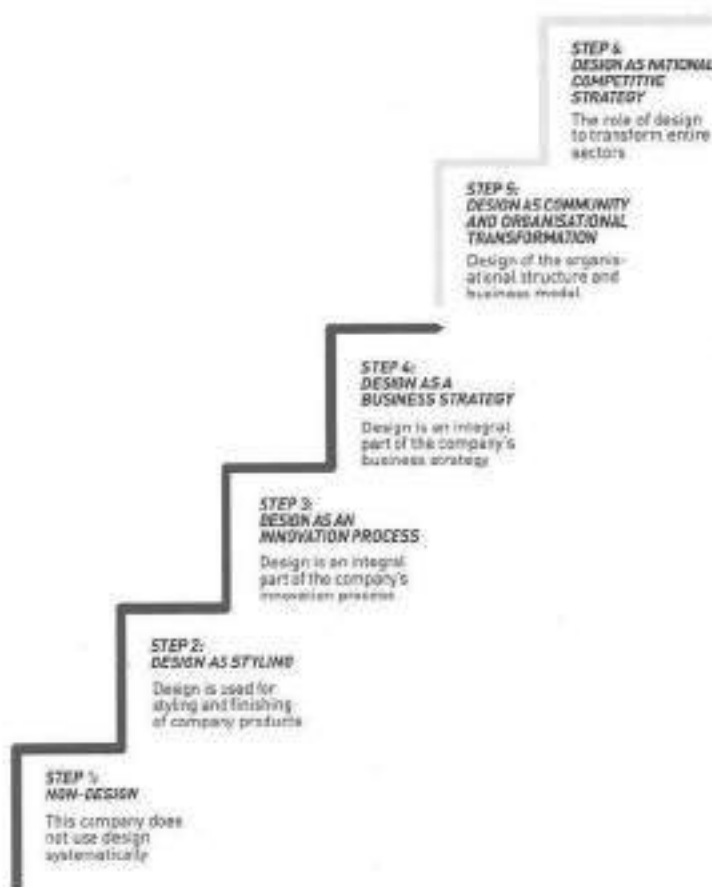 STEP 6
DESIGN AS NATIONAL
COMPETITIVE
STRATEGY
The role of design
to transform entire
sectors
STEP 5:
DESIGN AS COMMUNITY
AND ORGANISATIONAL
TRANSFORMATION
Design of the organis-
ational structure and
business model
STEP 4:
DESIGN AS A
BUSINESS STRATEGY
Design is an integral
part of the company's
business strategy
STEP 3:
DESIGN AS AN
INNOVATION PROCESS
Design is an integral
part of the company's
innovation process
STEP 2:
DESIGN AS STYLING
Design is used for
styling and finishing
of company products
STEP 1:
NON-DESIGN
This company does
not use design
systematically